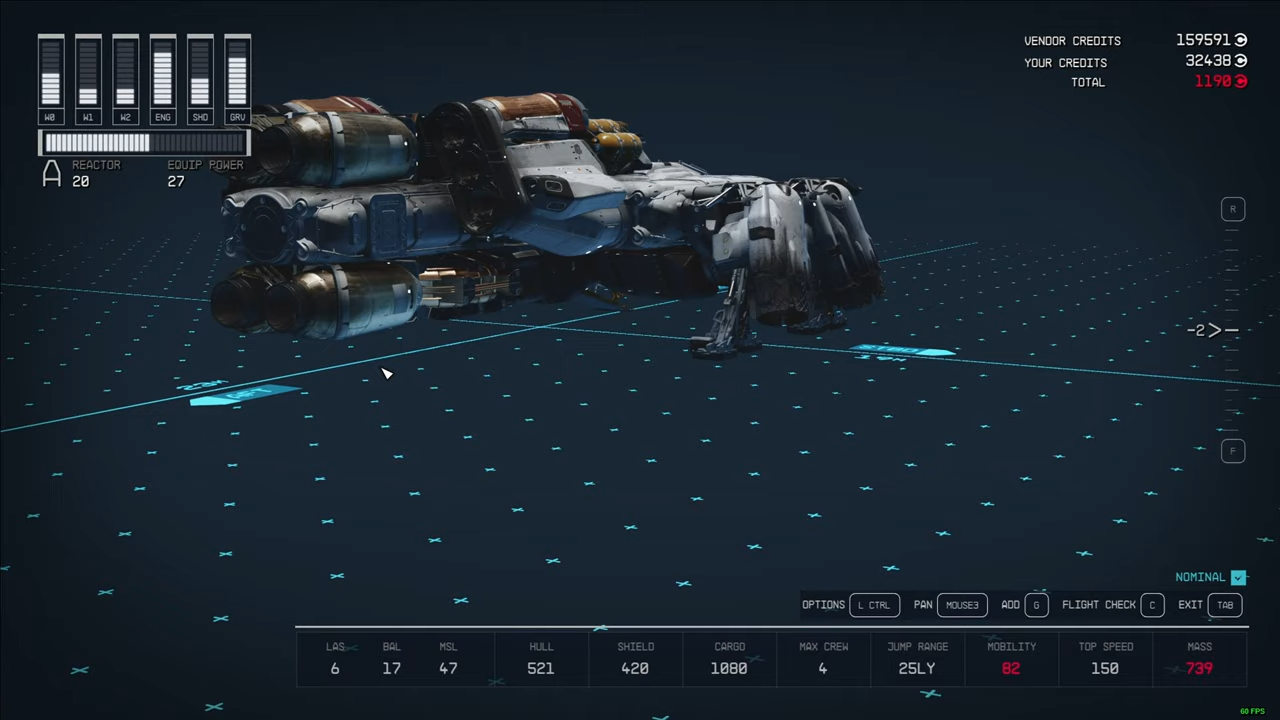 VENDOR CREDITS 159591
YOUR CREDITS 32438
TOTAL 1190
W0 W1 W2 ENG SHD GRV
A REACTOR EQUIP POWER
20 27
R
-2
F
AFT
NOMINAL
OPTIONS L CTRL PAN MOUSE3 ADD G FLIGHT CHECK C EXIT TAB
LAS BAL MSL HULL SHIELD CARGO MAX CREW JUMP RANGE MOBILITY TOP SPEED MASS
6 17 47 521 420 1080 4 25LY 82 150 739
60 FPS